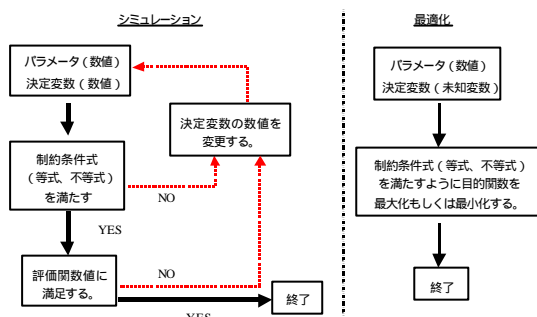 シミュレーション
パラメータ(数値)
決定変数(数値)
決定変数の数値を
変更する。
制約条件式
(等式、不等式)
を満たす
NO
YES
評価関数値に
満足する。
NO
YES
終了
最適化
パラメータ(数値)
決定変数(未知変数)
制約条件式(等式、不等式)
を満たすように目的関数を
最大化もしくは最小化する。
終了